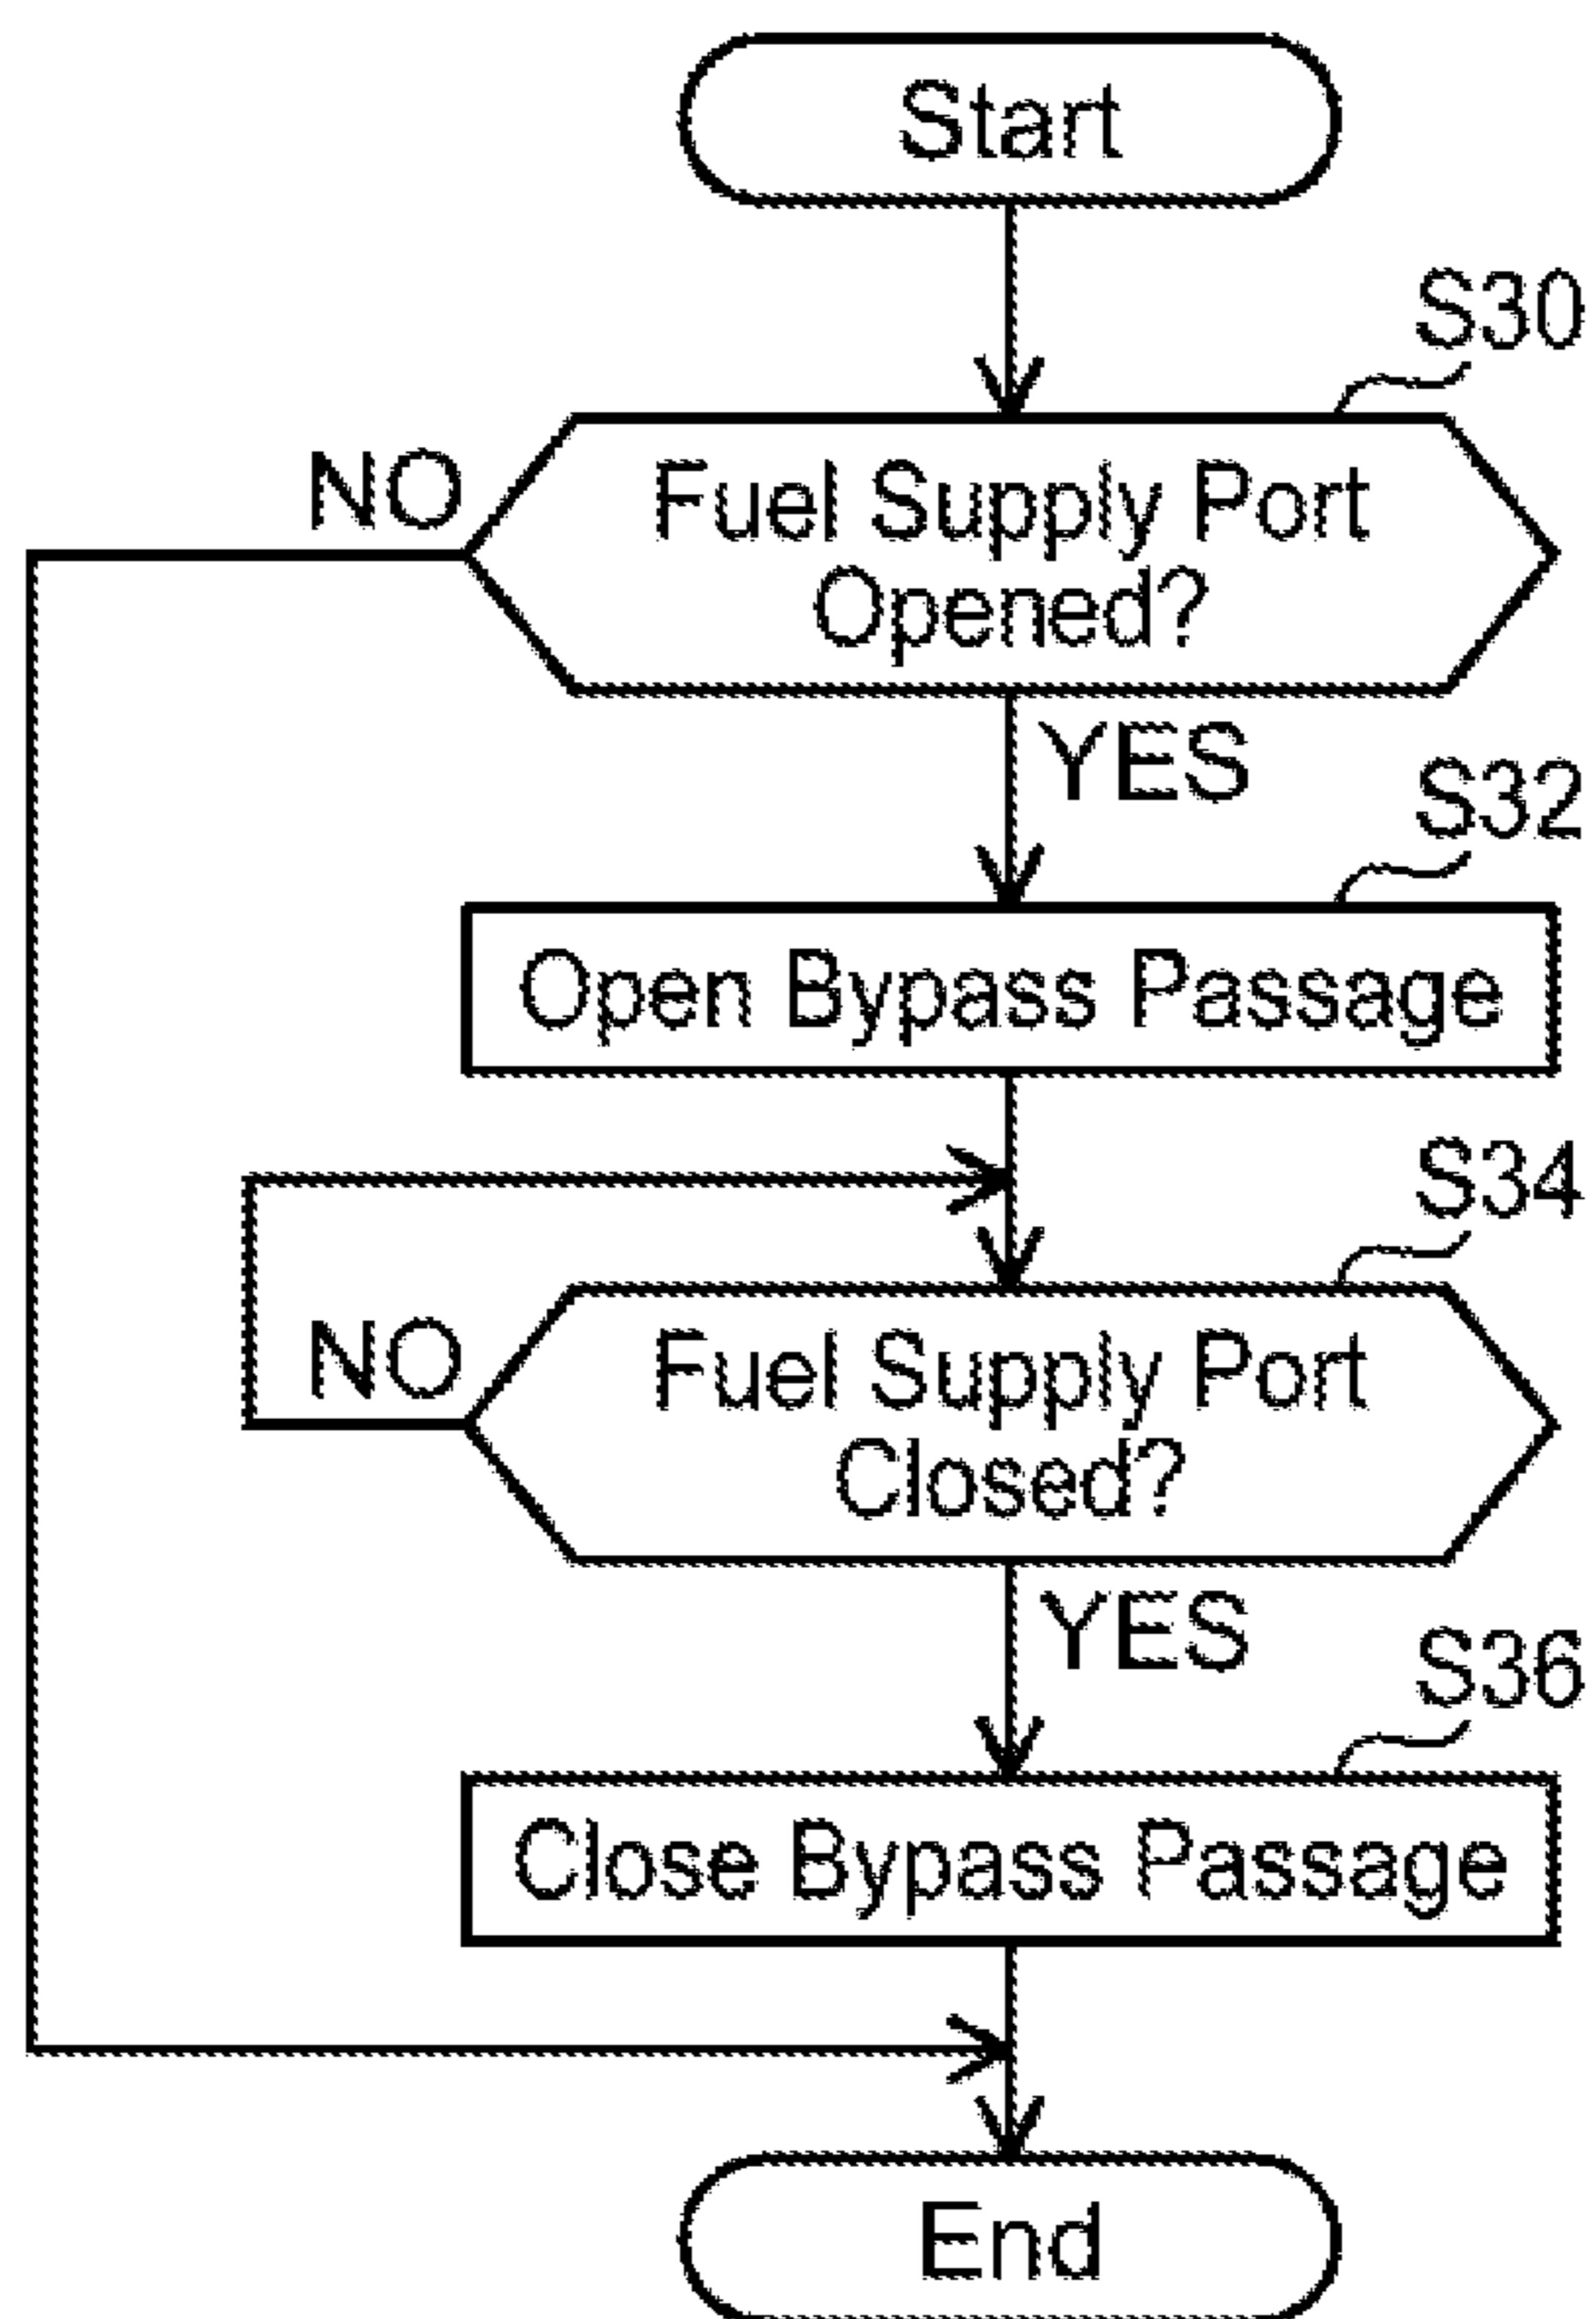 Start
S30
NO
Fuel Supply Port
Opened?
YES
S32
Open Bypass Passage
S34
NO
Fuel Supply Port
Closed?
YES
S36
Close Bypass Passage
End